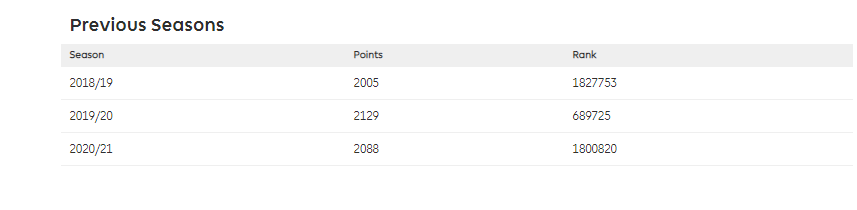 Previous Seasons
Season Points Rank
2018/19 2005 1827753
2019/20 2129 689725
2020/21 2088 1800820